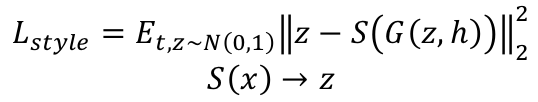 L_{style} = E_{t,z∼N(0,1)}‖z − S(G(z, h))‖_2^2
S(x) → z